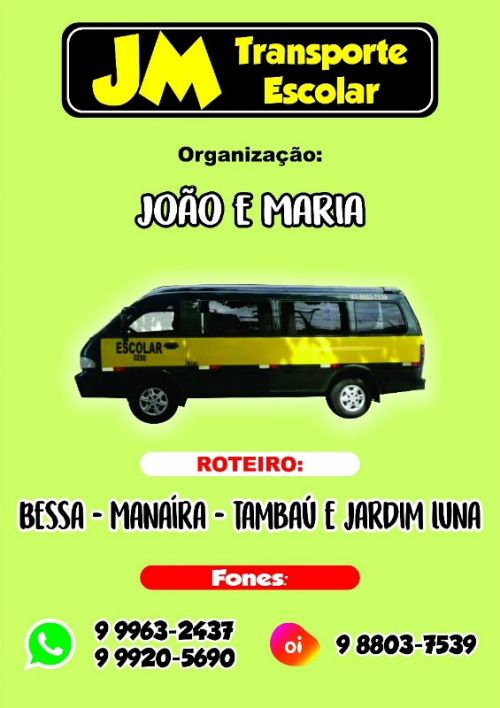 JM Transporte
Escolar
Organização:
JOÃO E MARIA
ESCOLAR
0250
ROTEIRO:
BESSA - MANAÍRA - TAMBAÚ E JARDIM LUNA
Fones:
9 9963-2437
9 9920-5690
oi 9 8803-7539